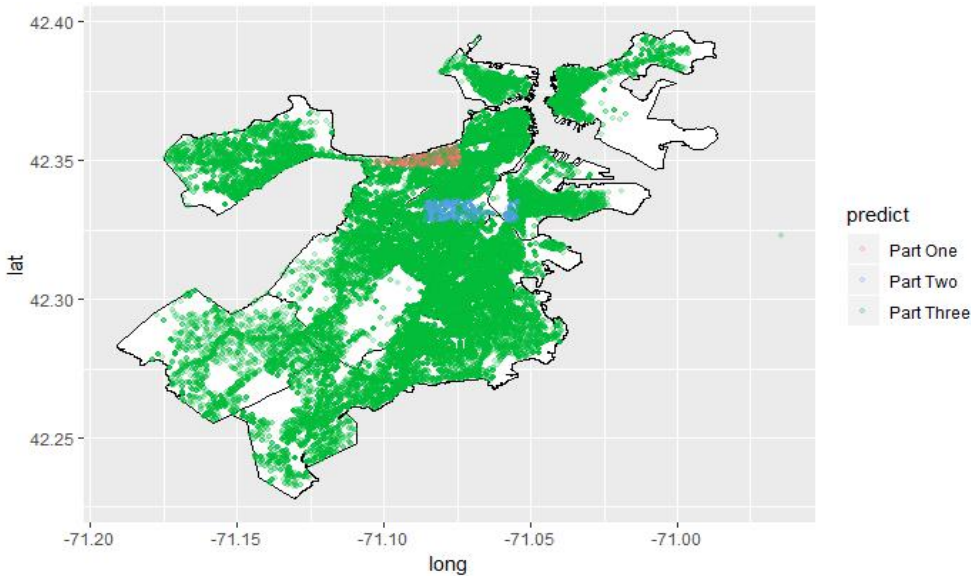 42.40
42.35
42.30
42.25
lat
-71.20
-71.15
-71.10
-71.05
-71.00
long
predict
Part One
Part Two
Part Three